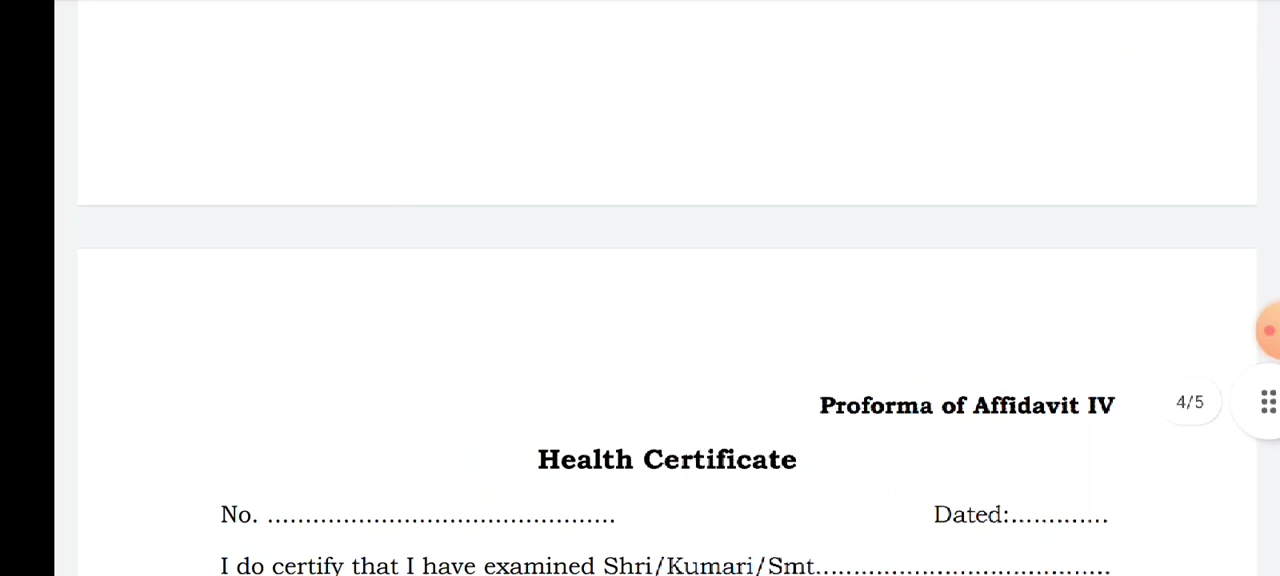 Proforma of Affidavit IV
4/5
Health Certificate
No. .............................................. Dated:.............
I do certify that I have examined Shri/Kumari/Smt.......................................